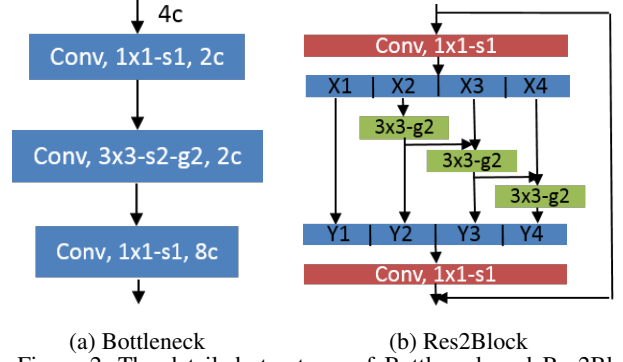 4c
Conv, 1x1-s1, 2c
Conv, 3x3-s2-g2, 2c
Conv, 1x1-s1, 8c
(a) Bottleneck
Conv, 1x1-s1
X1 | X2 | X3 | X4
3x3-g2
3x3-g2
3x3-g2
Y1 | Y2 | Y3 | Y4
Conv, 1x1-s1
(b) Res2Block